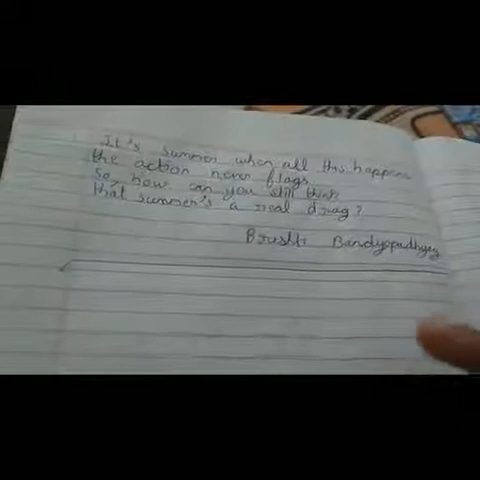 It's summer when all this happens
the action never flags
So, how can you still think
that summer's a real drag?
Brushti Bandyopadhyay